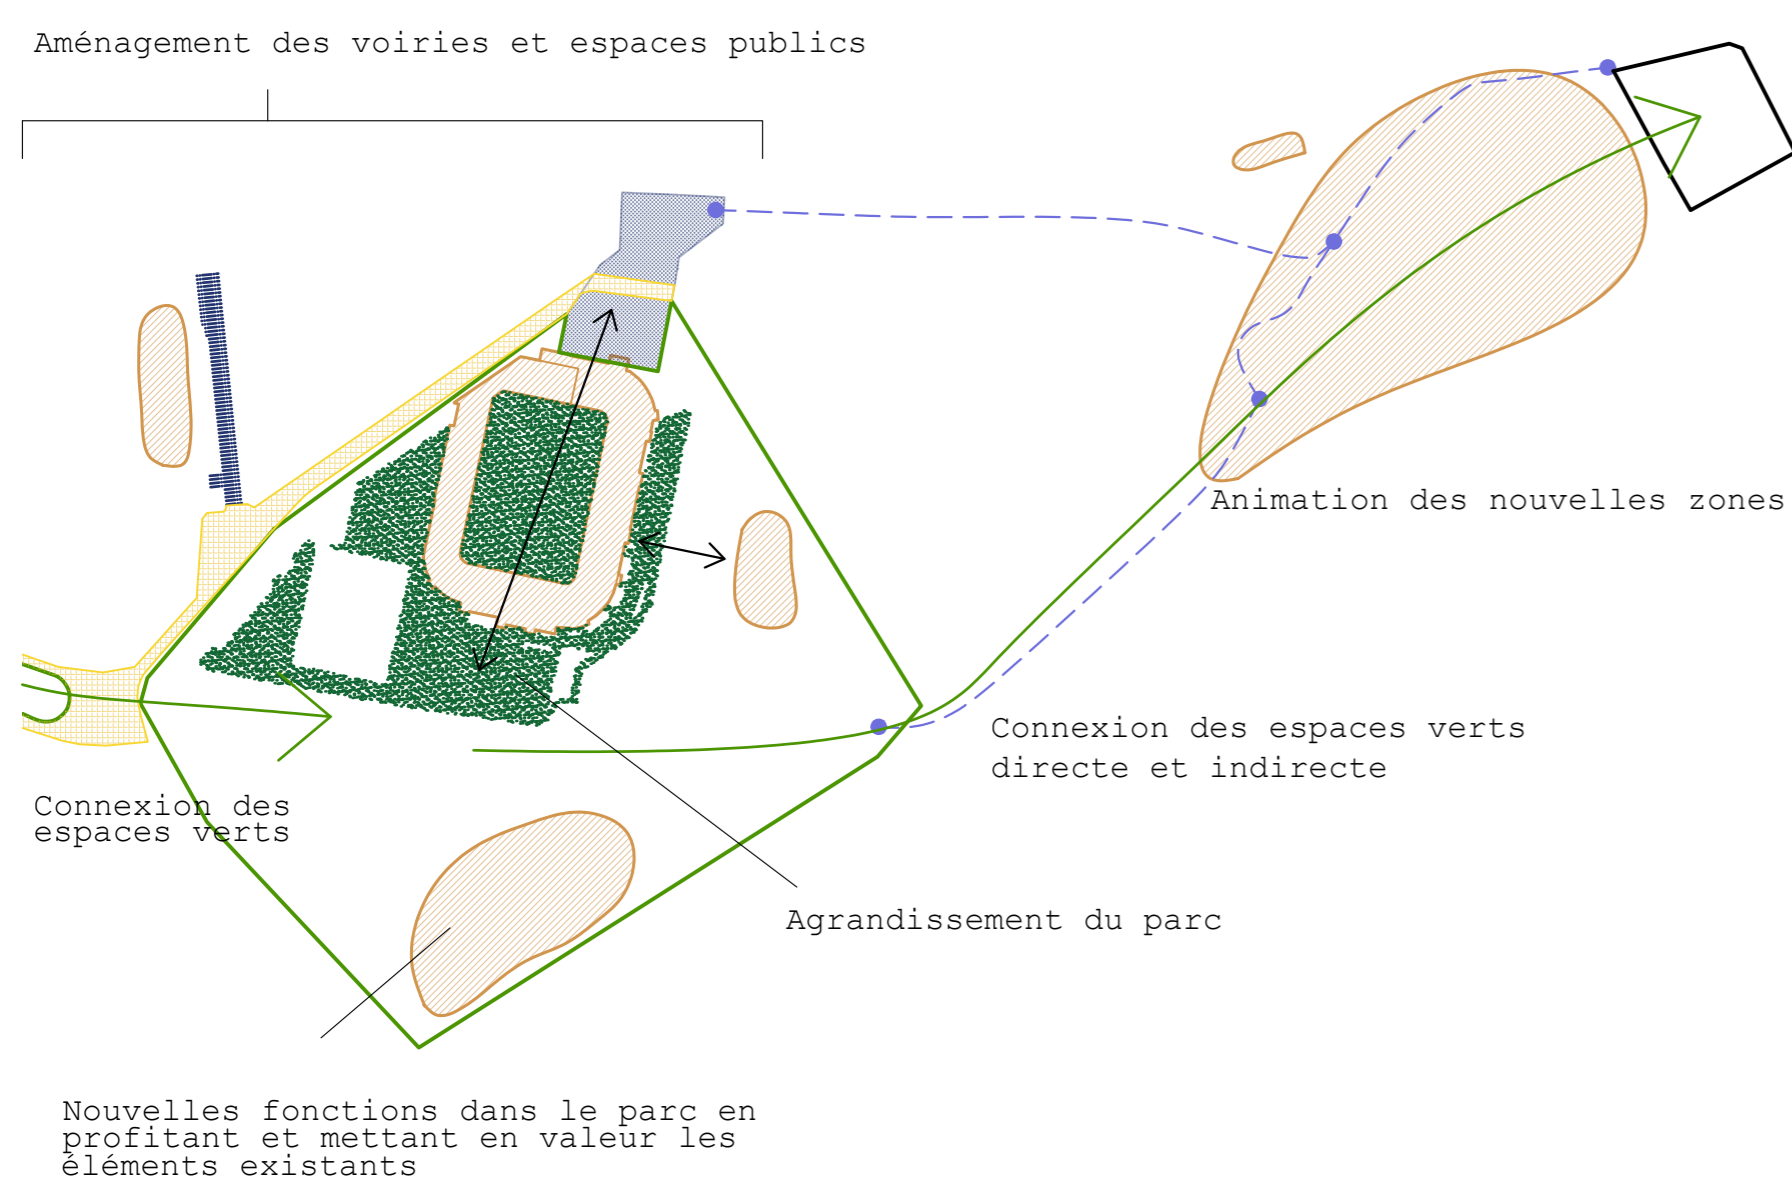 Aménagement des voiries et espaces publics
Animation des nouvelles zones
Connexion des espaces verts
directe et indirecte
Connexion des
espaces verts
Agrandissement du parc
Nouvelles fonctions dans le parc en
profitant et mettant en valeur les
éléments existants